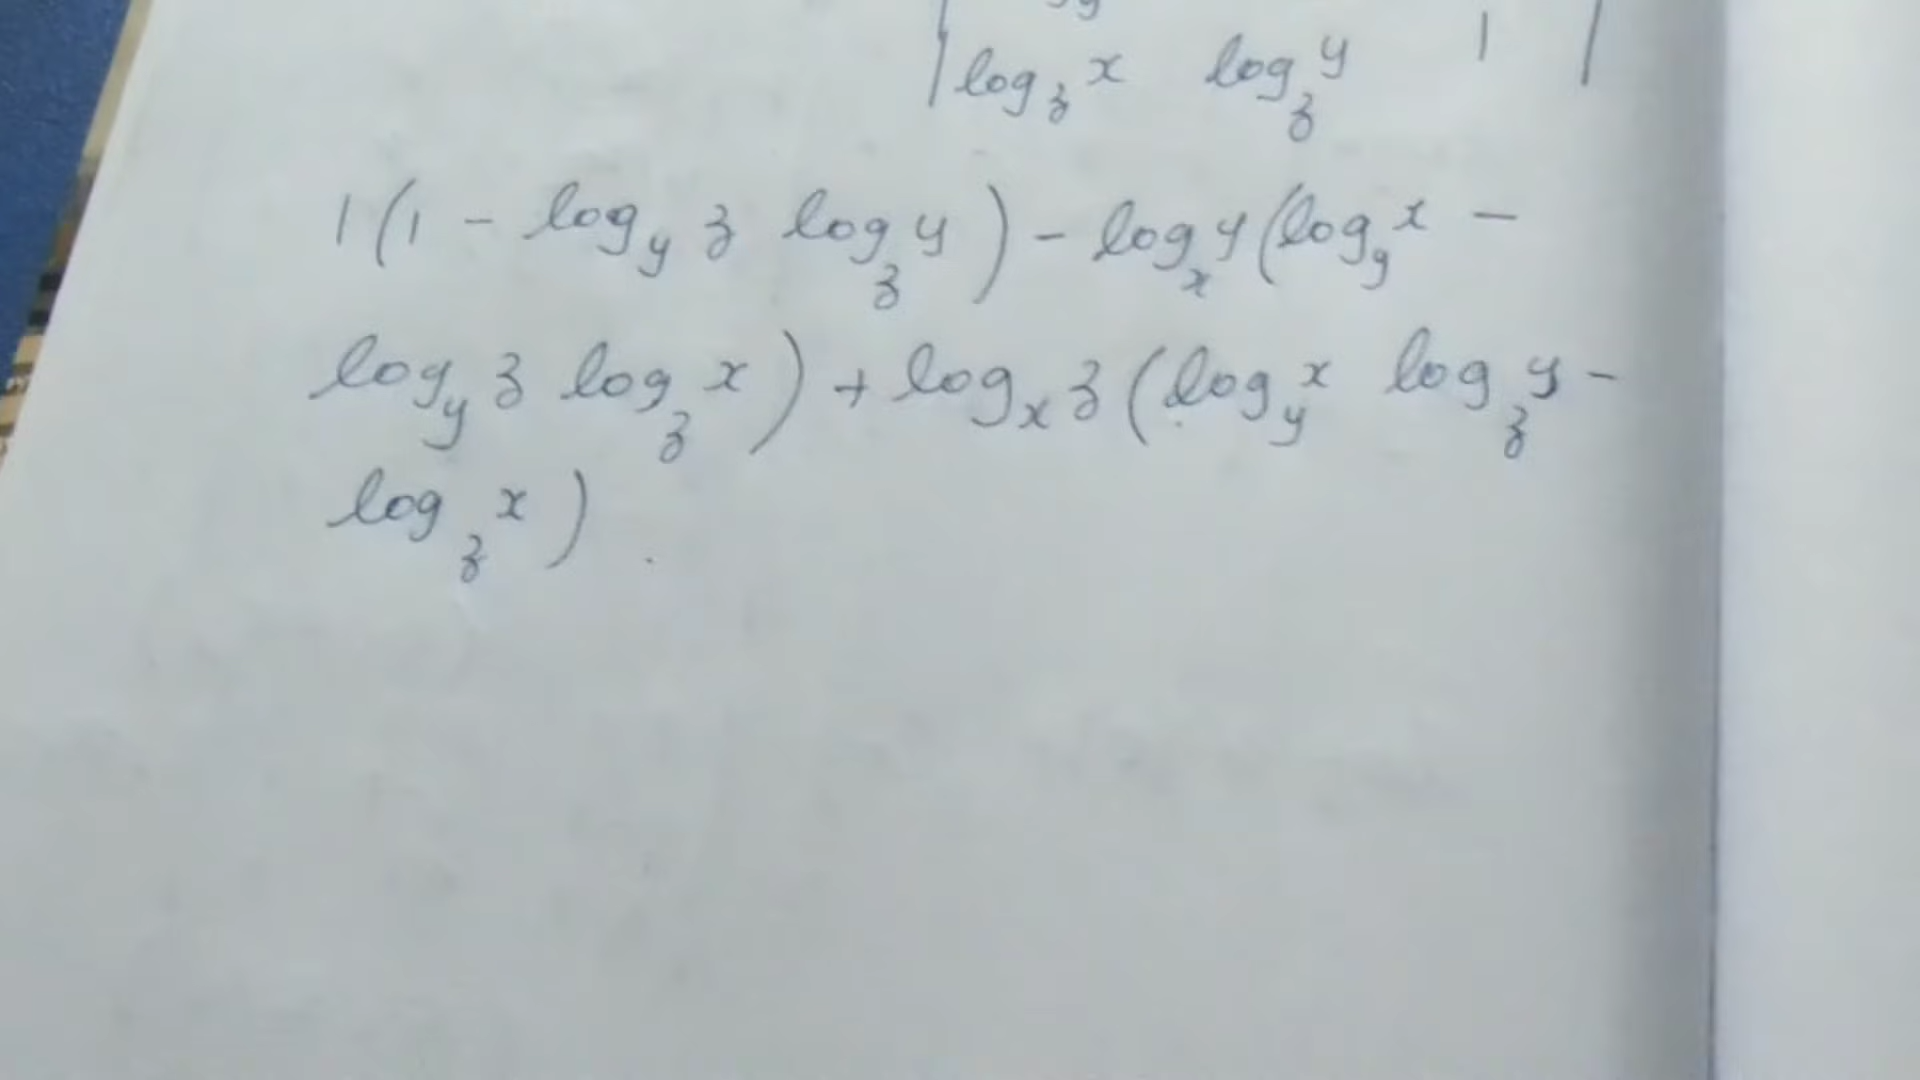 | log_z x log_z y 1 |
1(1 - log_y z log_z y) - log_x y(log_y x -
log_y z log_z x) + log_x z(log_y x log_z y -
log_z x).